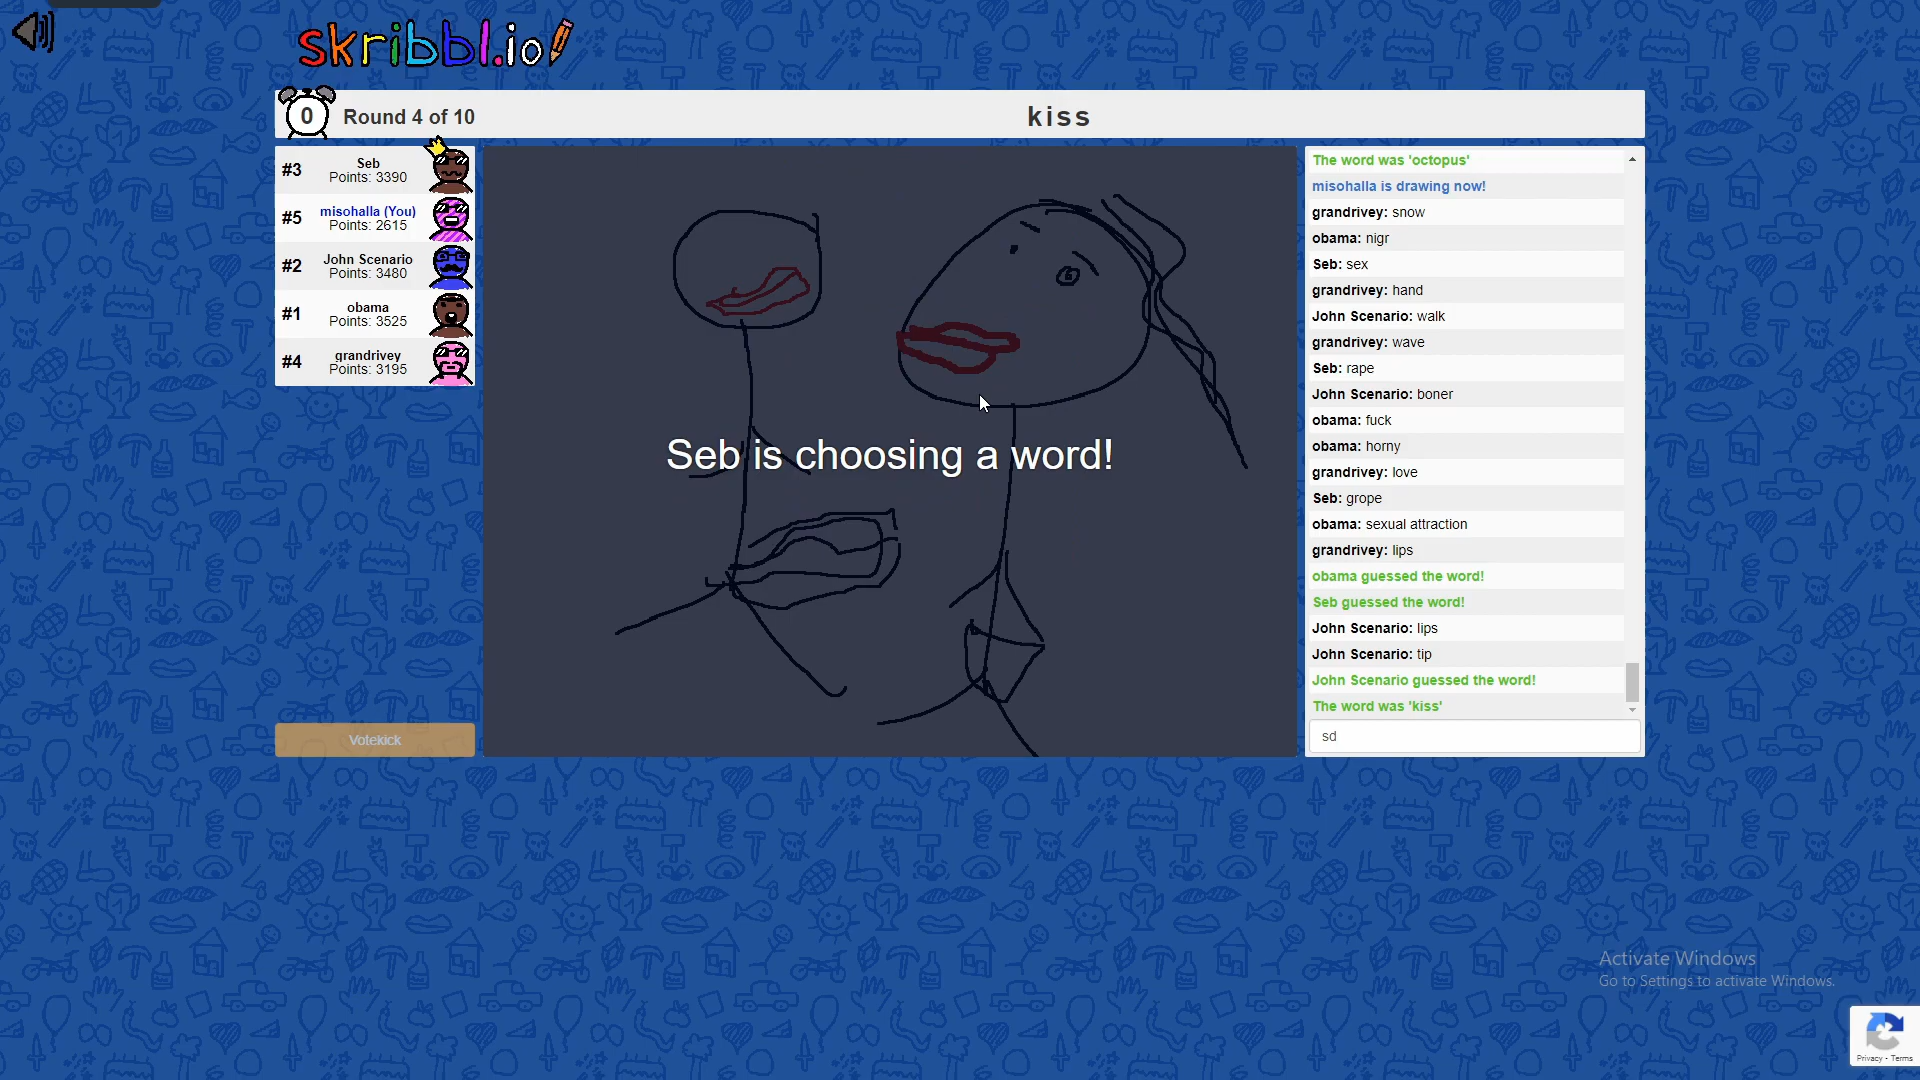 skribbl.io
0
Round 4 of 10
kiss
#3
Seb
Points: 3390
#5
misohalla (You)
Points: 2615
#2
John Scenario
Points: 3480
#1
obama
Points: 3525
#4
grandrivey
Points: 3195
Votekick
Seb is choosing a word!
The word was 'octopus'
misohalla is drawing now!
grandrivey: snow
obama: nigr
Seb: sex
grandrivey: hand
John Scenario: walk
grandrivey: wave
Seb: rape
John Scenario: boner
obama: fuck
obama: horny
grandrivey: love
Seb: grope
obama: sexual attraction
grandrivey: lips
obama guessed the word!
Seb guessed the word!
John Scenario: lips
John Scenario: tip
John Scenario guessed the word!
The word was 'kiss'
sd
Activate Windows
Go to Settings to activate Windows.
Privacy - Terms